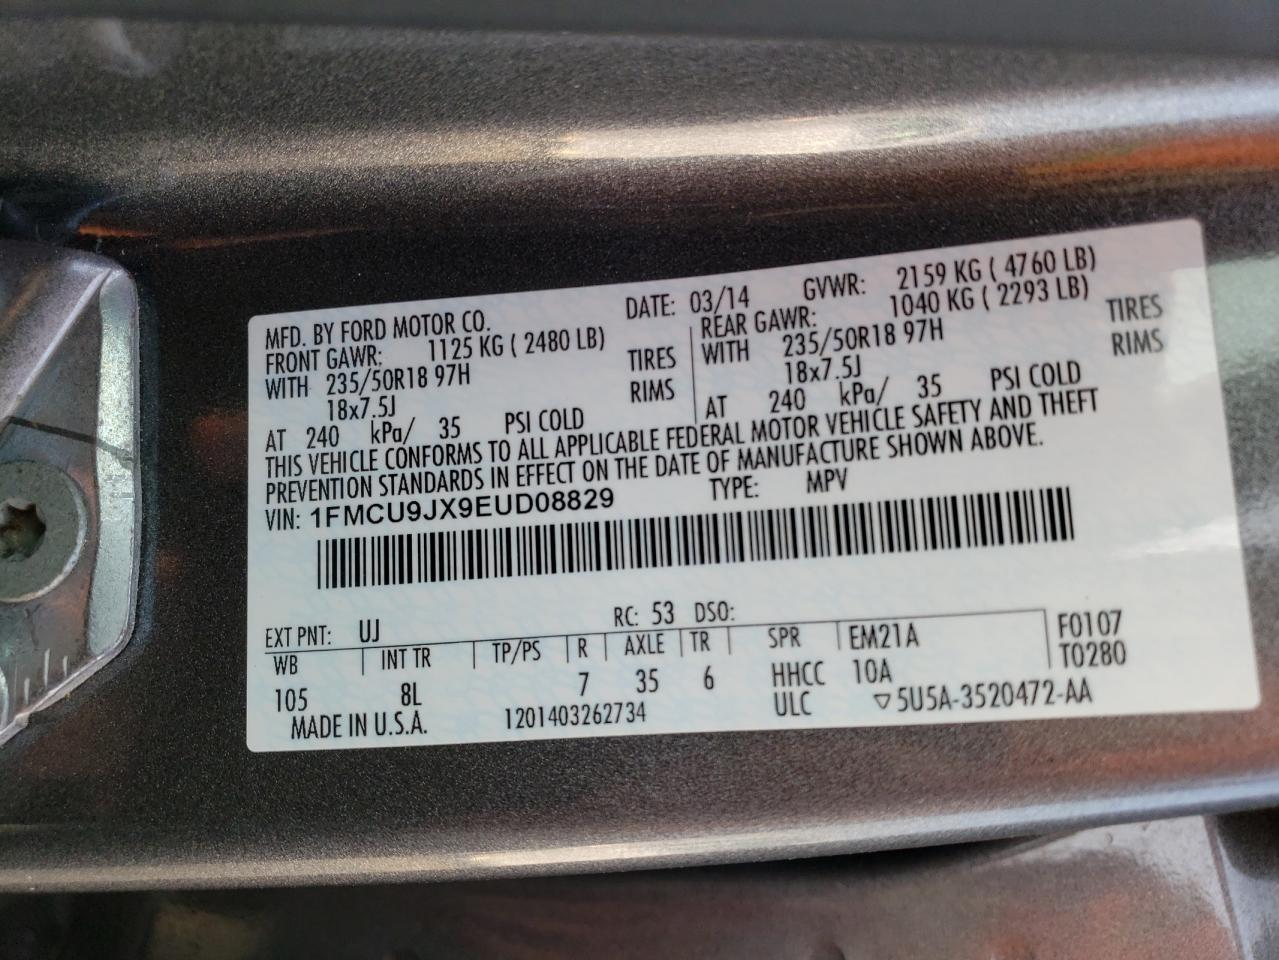 MFD. BY FORD MOTOR CO. DATE: 03/14 GVWR: 2159 KG ( 4760 LB)
FRONT GAWR: 1125 KG ( 2480 LB) REAR GAWR: 1040 KG ( 2293 LB)
WITH 235/50R18 97H TIRES WITH 235/50R18 97H TIRES
18x7.5J RIMS 18x7.5J RIMS
AT 240 kPa/ 35 PSI COLD AT 240 kPa/ 35 PSI COLD
THIS VEHICLE CONFORMS TO ALL APPLICABLE FEDERAL MOTOR VEHICLE SAFETY AND THEFT
PREVENTION STANDARDS IN EFFECT ON THE DATE OF MANUFACTURE SHOWN ABOVE.
VIN: 1FMCU9JX9EUD08829 TYPE: MPV
EXT PNT: UJ RC: 53 DSO:
WB INT TR TP/PS R AXLE TR SPR EM21A F0107
105 8L 7 35 6 HHCC 10A T0280
MADE IN U.S.A. 1201403262734 ULC ▽5U5A-3520472-AA